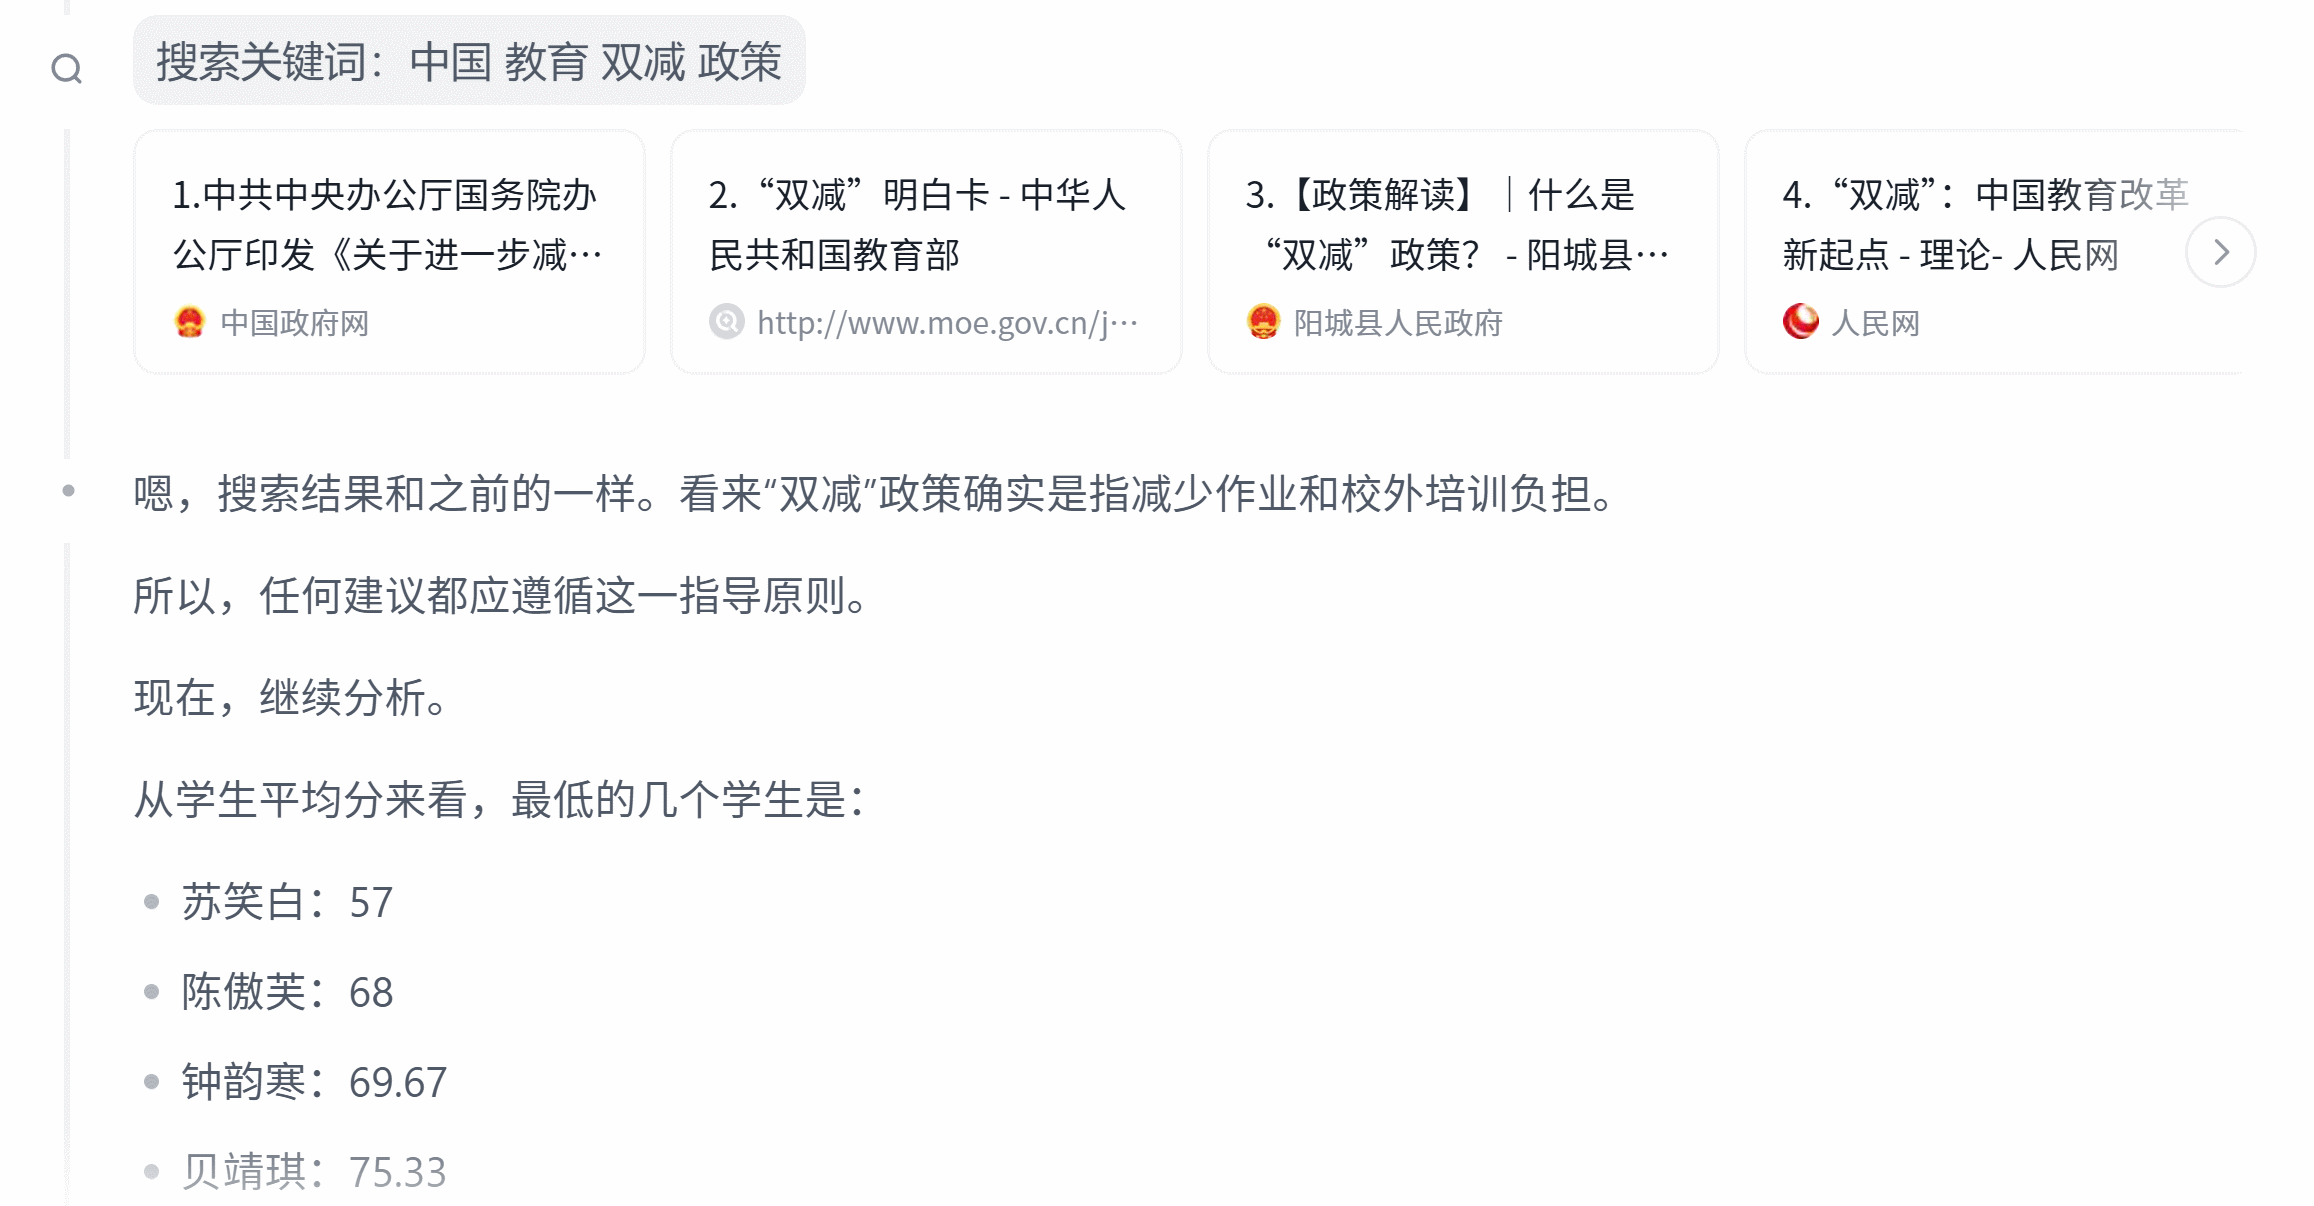 搜索关键词：中国 教育 双减 政策
1.中共中央办公厅国务院办
公厅印发《关于进一步减…
中国政府网
2.“双减”明白卡 - 中华人
民共和国教育部
http://www.moe.gov.cn/j…
3.【政策解读】｜什么是
“双减”政策？ - 阳城县…
阳城县人民政府
4.“双减”：中国教育改革
新起点 - 理论- 人民网
人民网
嗯，搜索结果和之前的一样。看来“双减”政策确实是指减少作业和校外培训负担。
所以，任何建议都应遵循这一指导原则。
现在，继续分析。
从学生平均分来看，最低的几个学生是：
苏笑白：57
陈傲芙：68
钟韵寒：69.67
贝靖琪：75.33